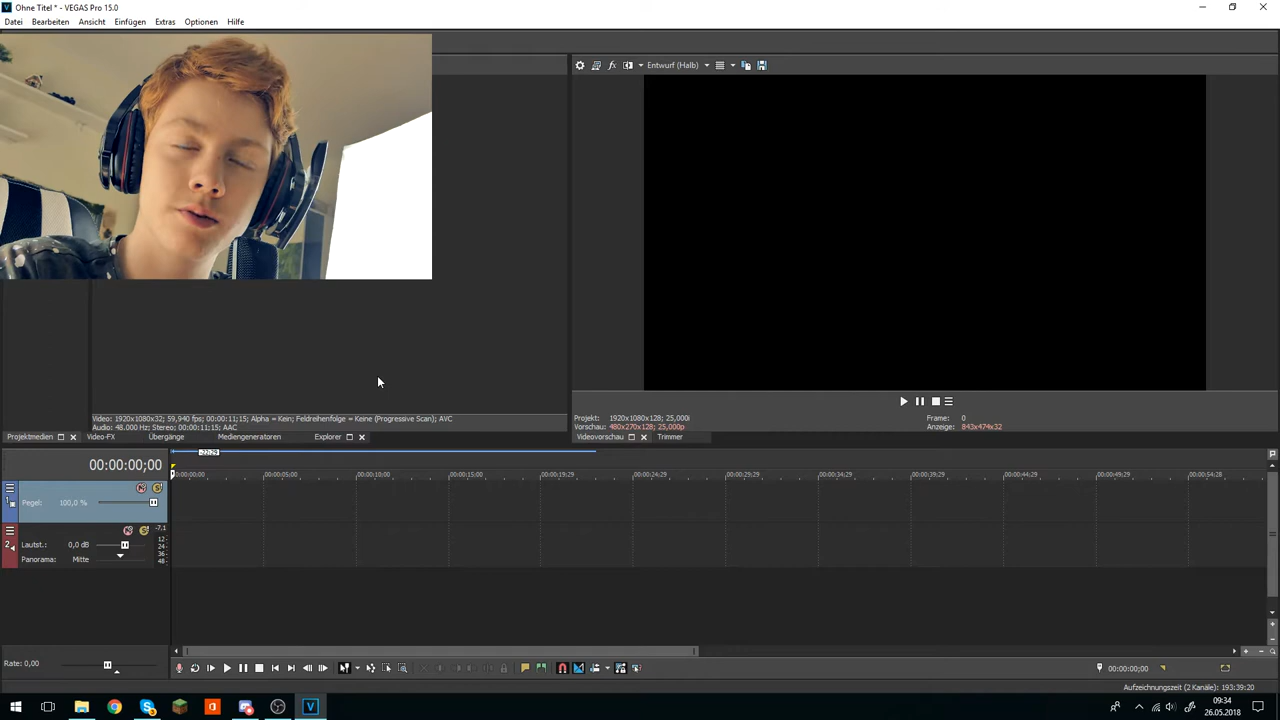 Ohne Titel * - VEGAS Pro 15.0
Datei Bearbeiten Ansicht Einfügen Extras Optionen Hilfe
Entwurf (Halb)
Video: 1920x1080x32; 59,940 fps; 00:00:11;15; Alpha = Kein; Feldreihenfolge = Keine (Progressive Scan); AVC
Audio: 48.000 Hz; Stereo; 00:00:11;15; AAC
Projekt: 1920x1080x128; 25,000i
Frame: 0
Vorschau: 480x270x128; 25,000p
Anzeige: 843x474x32
Projektmedien Video-FX Übergänge Mediengeneratoren Explorer
Videovorschau Trimmer
-22;29
00:00:00;00
00:00:00;00 00:00:05;00 00:00:10;00 00:00:15;00 00:00:19;29 00:00:24;29 00:00:29;29 00:00:34;29 00:00:39;29 00:00:44;29 00:00:49;29 00:00:54;28
1
Pegel: 100,0 %
-7,1
2
Lautst.: 0,0 dB
12-
24-
36-
48-
Panorama: Mitte
Rate: 0,00
00:00:00;00
Aufzeichnungszeit (2 Kanäle): 193:39:20
09:34
26.05.2018